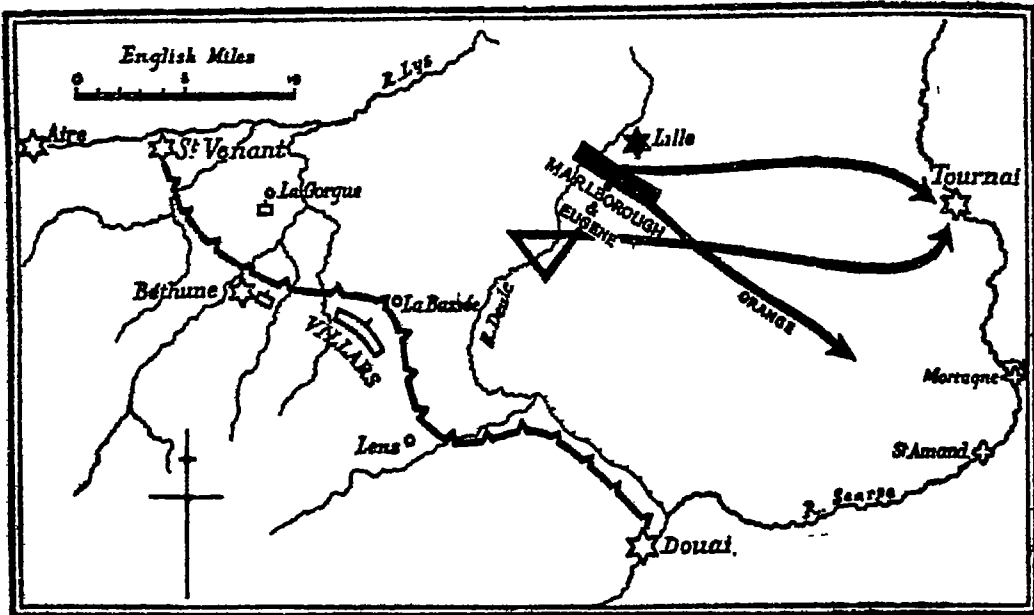 English Miles
0 5 10
R. Lys
Aire
St. Venant
Lille
La Gorgue
Tournai
MARLBOROUGH
&
EUGENE
Béthune
La Bassée
R. Deule
ORANGE
VILLARS
Mortagne
Lens
St Amand
R. Scarpe
Douai.